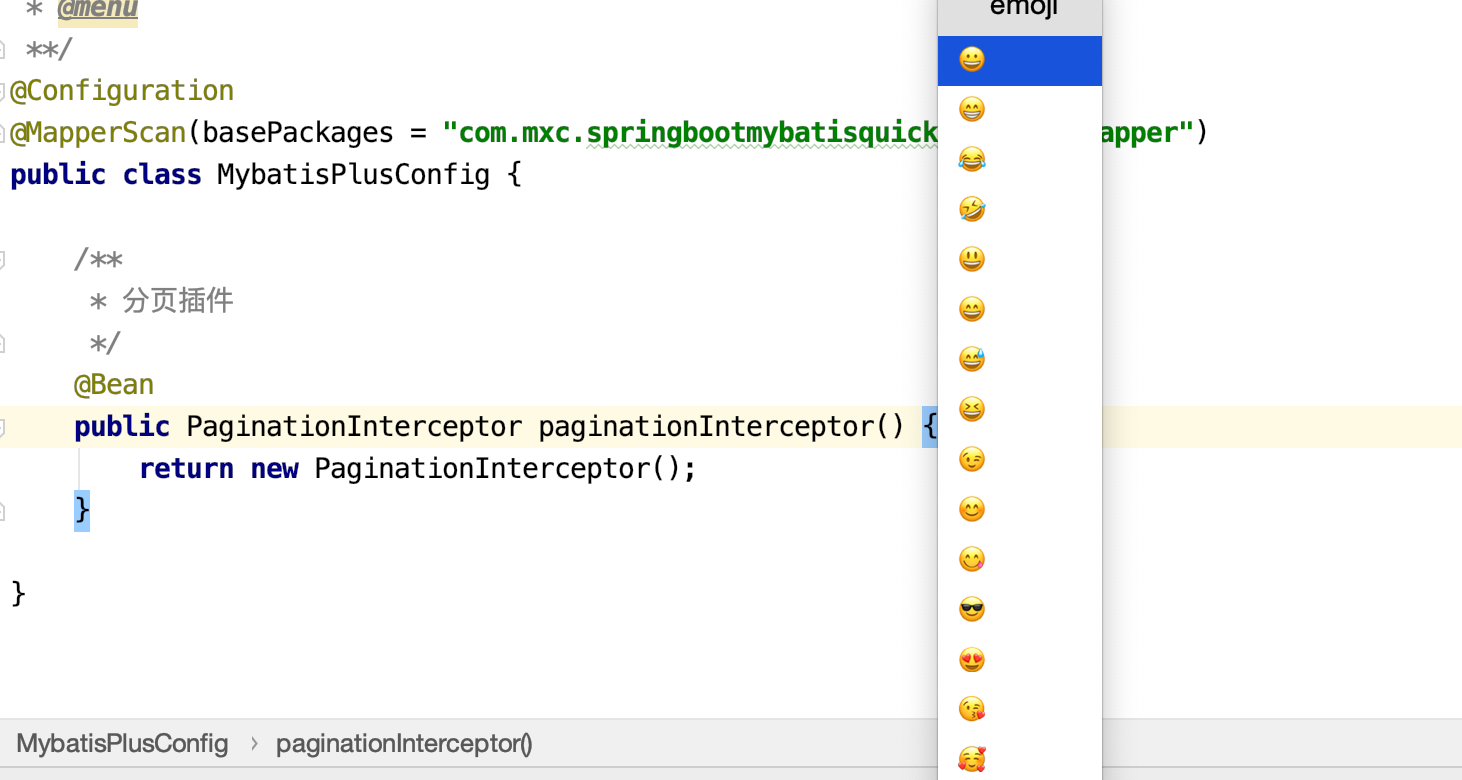 * @menu
**/
@Configuration
@MapperScan(basePackages = "com.mxc.springbootmybatisquick apper")
public class MybatisPlusConfig {
/**
* 分页插件
*/
@Bean
public PaginationInterceptor paginationInterceptor() {
return new PaginationInterceptor();
}
}
MybatisPlusConfig › paginationInterceptor()
emoji
😀
😁
😂
🤣
😃
😄
😅
😆
😉
😊
😋
😎
😍
😘
🥰